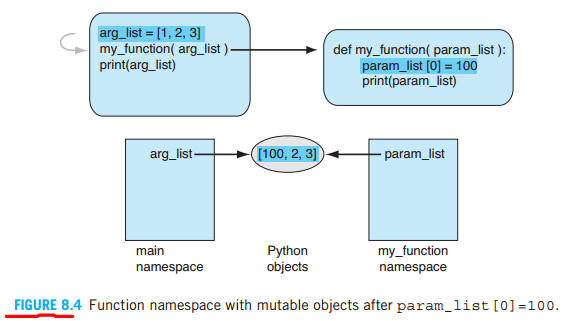 arg_list = [1, 2, 3]
my_function( arg_list )
print(arg_list)
def my_function( param_list ):
param_list [0] = 100
print(param_list)
arg_list
[100, 2, 3]
param_list
main
namespace
Python
objects
my_function
namespace
FIGURE 8.4 Function namespace with mutable objects after param_list[0]=100.